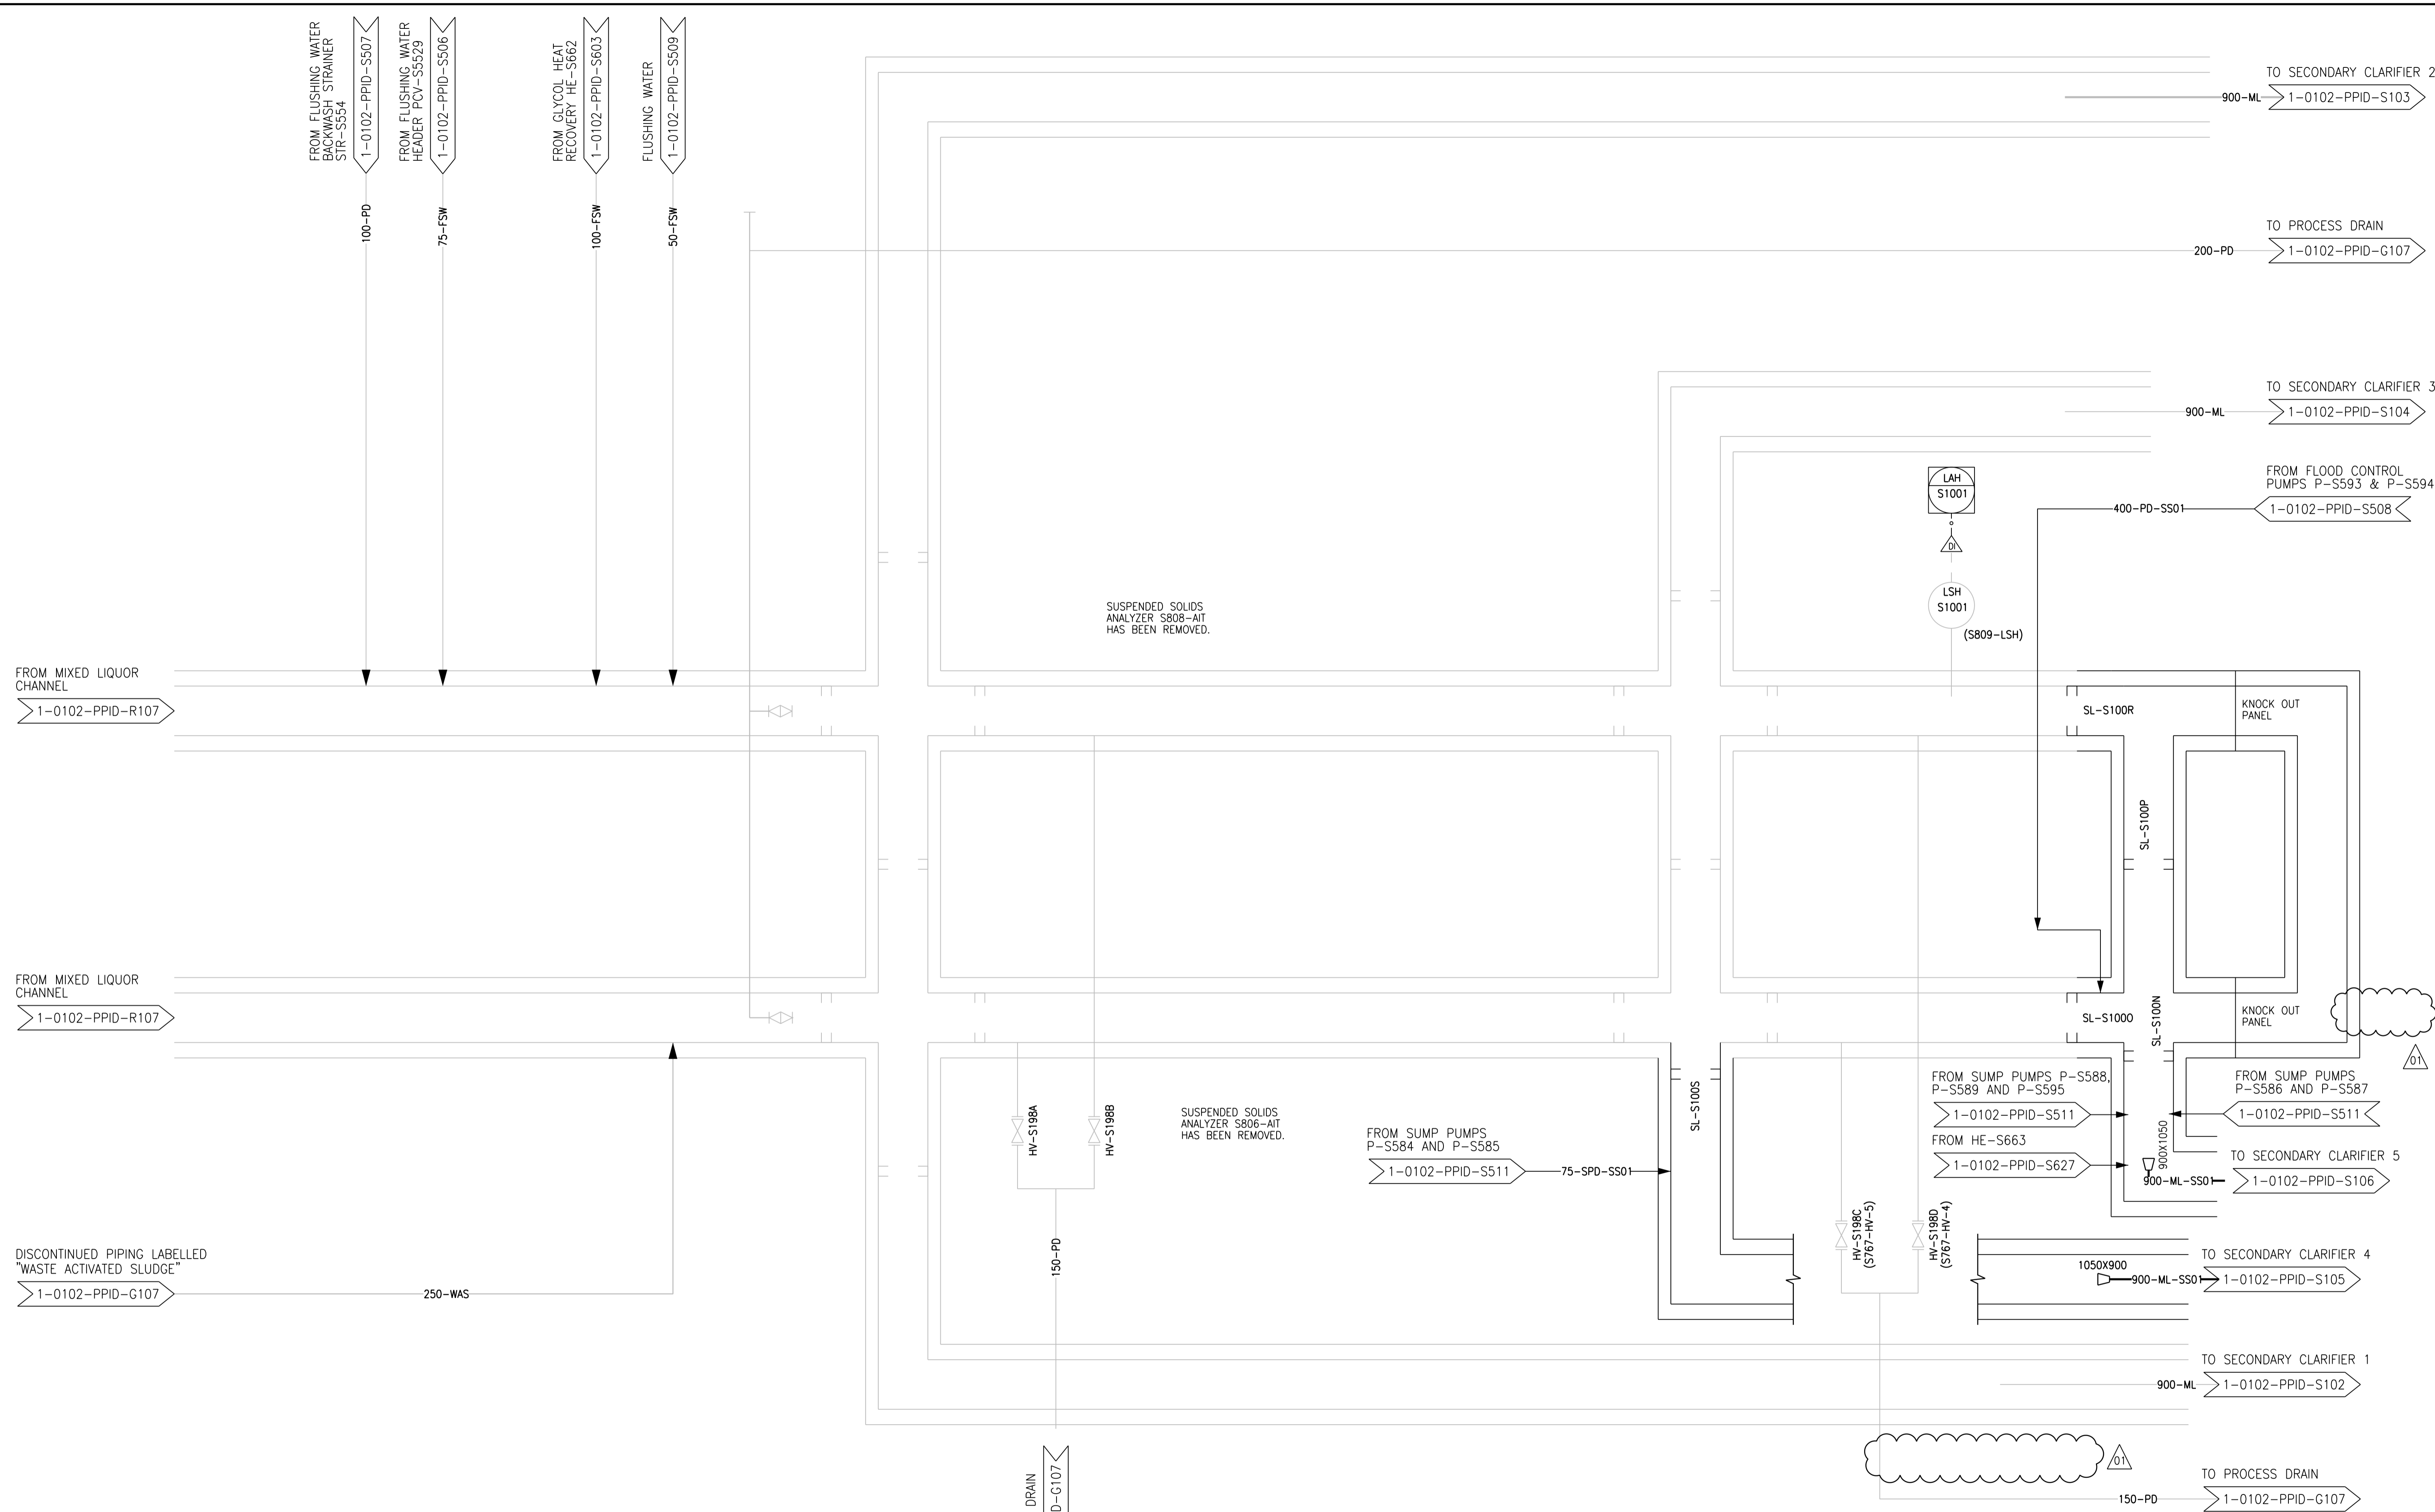 FROM FLUSHING WATER
BACKWASH STRAINER
STR-S554
1-0102-PPID-S507
FROM FLUSHING WATER
HEADER PCV-S5529
1-0102-PPID-S506
FROM GLYCOL HEAT
RECOVERY HE-S662
1-0102-PPID-S603
FLUSHING WATER
1-0102-PPID-S509
100-PD
75-FSW
100-FSW
50-FSW
TO SECONDARY CLARIFIER 2
900-ML
1-0102-PPID-S103
TO PROCESS DRAIN
200-PD
1-0102-PPID-G107
TO SECONDARY CLARIFIER 3
900-ML
1-0102-PPID-S104
FROM FLOOD CONTROL
PUMPS P-S593 & P-S594
400-PD-SS01
1-0102-PPID-S508
LAH
S1001
DI
LSH
S1001
(S809-LSH)
SUSPENDED SOLIDS
ANALYZER S808-AIT
HAS BEEN REMOVED.
FROM MIXED LIQUOR
CHANNEL
1-0102-PPID-R107
SL-S100R
KNOCK OUT
PANEL
SL-S100P
FROM MIXED LIQUOR
CHANNEL
1-0102-PPID-R107
SL-S100O
SL-S100N
KNOCK OUT
PANEL
01
HV-S198A
HV-S198B
SUSPENDED SOLIDS
ANALYZER S806-AIT
HAS BEEN REMOVED.
SL-S100S
FROM SUMP PUMPS
P-S584 AND P-S585
1-0102-PPID-S511
75-SPD-SS01
FROM SUMP PUMPS P-S588,
P-S589 AND P-S595
1-0102-PPID-S511
FROM HE-S663
1-0102-PPID-S627
FROM SUMP PUMPS
P-S586 AND P-S587
1-0102-PPID-S511
900X1050
TO SECONDARY CLARIFIER 5
900-ML-SS01
1-0102-PPID-S106
HV-S198C
(S767-HV-5)
HV-S198D
(S767-HV-4)
150-PD
DISCONTINUED PIPING LABELLED
"WASTE ACTIVATED SLUDGE"
1-0102-PPID-G107
250-WAS
TO SECONDARY CLARIFIER 4
1050X900
900-ML-SS01
1-0102-PPID-S105
TO SECONDARY CLARIFIER 1
900-ML
1-0102-PPID-S102
01
DRAIN
D-G107
TO PROCESS DRAIN
150-PD
1-0102-PPID-G107